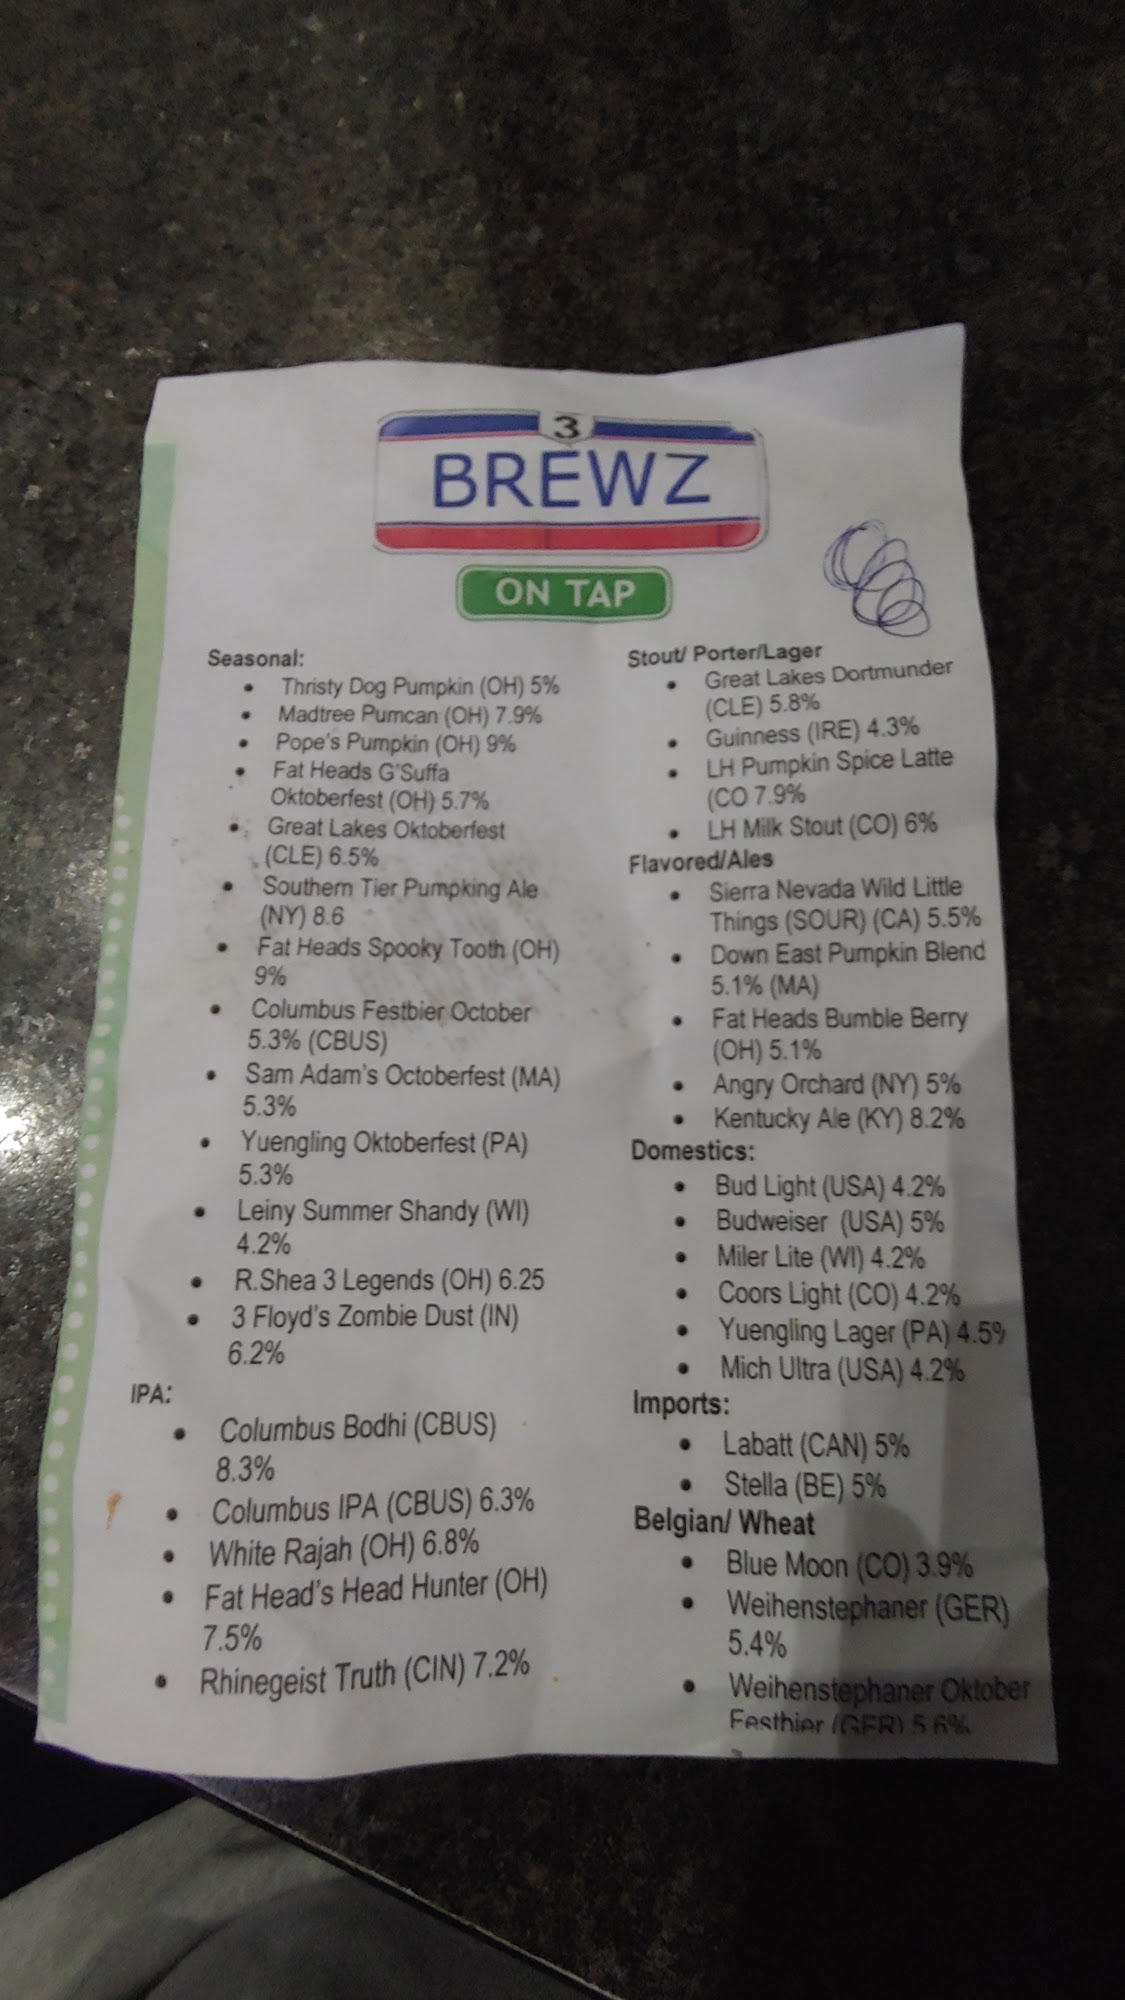 3
BREWZ
ON TAP
Seasonal:
• Thristy Dog Pumpkin (OH) 5%
• Madtree Pumcan (OH) 7.9%
• Pope's Pumpkin (OH) 9%
• Fat Heads G'Suffa
Oktoberfest (OH) 5.7%
• Great Lakes Oktoberfest
(CLE) 6.5%
• Southern Tier Pumpking Ale
(NY) 8.6
• Fat Heads Spooky Tooth (OH)
9%
• Columbus Festbier October
5.3% (CBUS)
• Sam Adam's Octoberfest (MA)
5.3%
• Yuengling Oktoberfest (PA)
5.3%
• Leiny Summer Shandy (WI)
4.2%
• R.Shea 3 Legends (OH) 6.25
• 3 Floyd's Zombie Dust (IN)
6.2%
IPA:
• Columbus Bodhi (CBUS)
8.3%
• Columbus IPA (CBUS) 6.3%
• White Rajah (OH) 6.8%
• Fat Head's Head Hunter (OH)
7.5%
• Rhinegeist Truth (CIN) 7.2%
Stout/ Porter/Lager
• Great Lakes Dortmunder
(CLE) 5.8%
• Guinness (IRE) 4.3%
• LH Pumpkin Spice Latte
(CO 7.9%
• LH Milk Stout (CO) 6%
Flavored/Ales
• Sierra Nevada Wild Little
Things (SOUR) (CA) 5.5%
• Down East Pumpkin Blend
5.1% (MA)
• Fat Heads Bumble Berry
(OH) 5.1%
• Angry Orchard (NY) 5%
• Kentucky Ale (KY) 8.2%
Domestics:
• Bud Light (USA) 4.2%
• Budweiser (USA) 5%
• Miler Lite (WI) 4.2%
• Coors Light (CO) 4.2%
• Yuengling Lager (PA) 4.5%
• Mich Ultra (USA) 4.2%
Imports:
• Labatt (CAN) 5%
• Stella (BE) 5%
Belgian/ Wheat
• Blue Moon (CO) 3.9%
• Weihenstephaner (GER)
5.4%
• Weihenstephaner Oktober
Festbier (GER) 5.6%